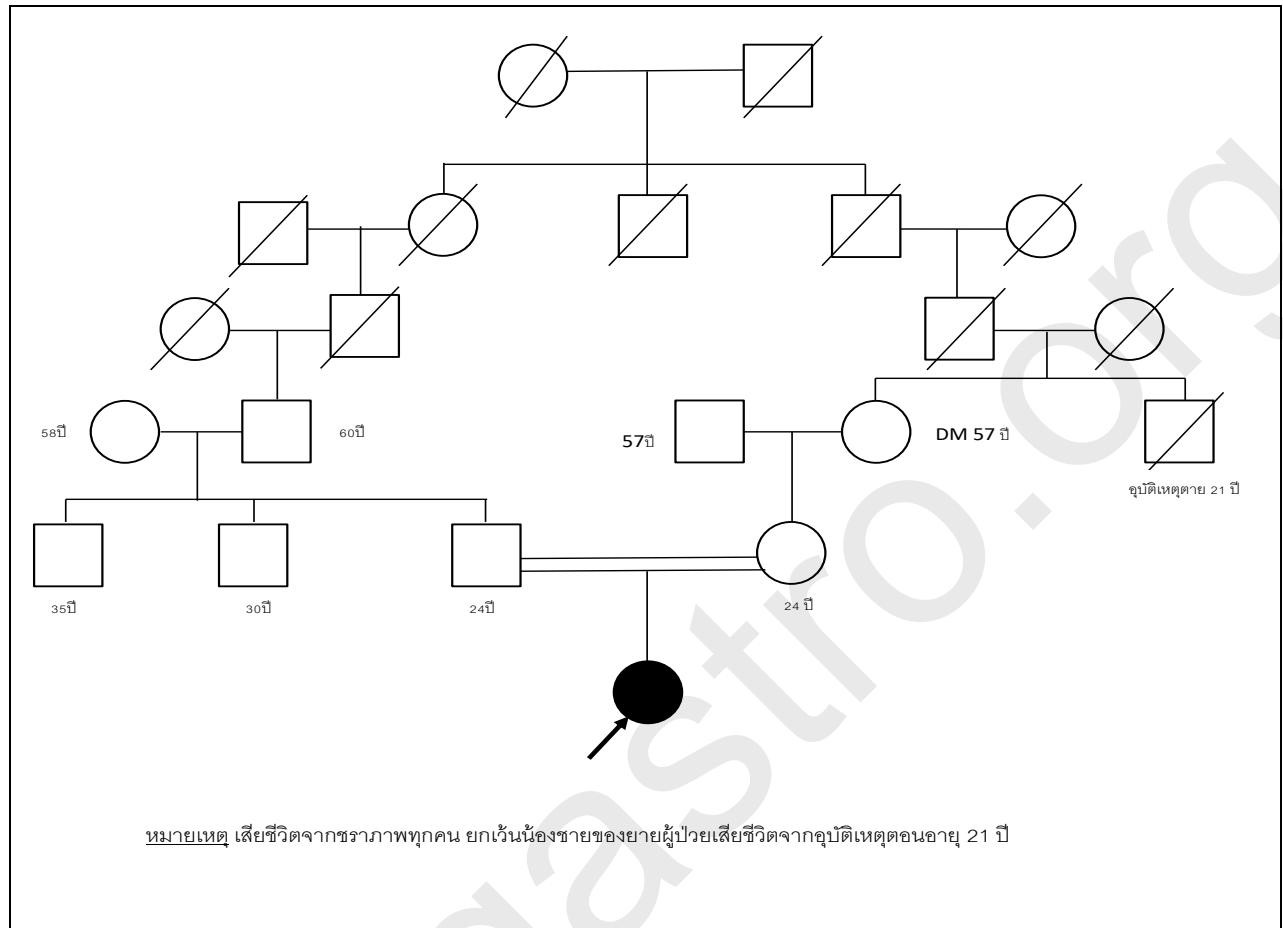 58ปี
60ปี
57ปี
DM 57 ปี
อุบัติเหตุตาย 21 ปี
35ปี
30ปี
24ปี
24 ปี
หมายเหตุ เสียชีวิตจากชราภาพทุกคน ยกเว้นน้องชายของยายผู้ป่วยเสียชีวิตจากอุบัติเหตุตอนอายุ 21 ปี
gastro.org